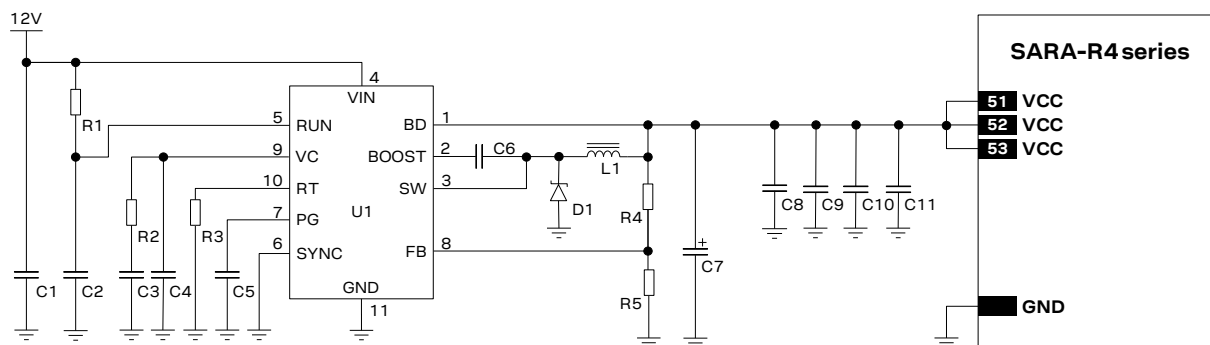 12V
SARA-R4 series
4
VIN
51 VCC
R1
5 RUN
BD 1
52 VCC
9 VC
BOOST 2
C6
53 VCC
L1
10 RT
SW 3
D1
C8
C9
C10
C11
R2
R3
U1
R4
7 PG
6 SYNC
FB 8
C7
+
C1
C2
C3
C4
C5
GND
11
R5
GND